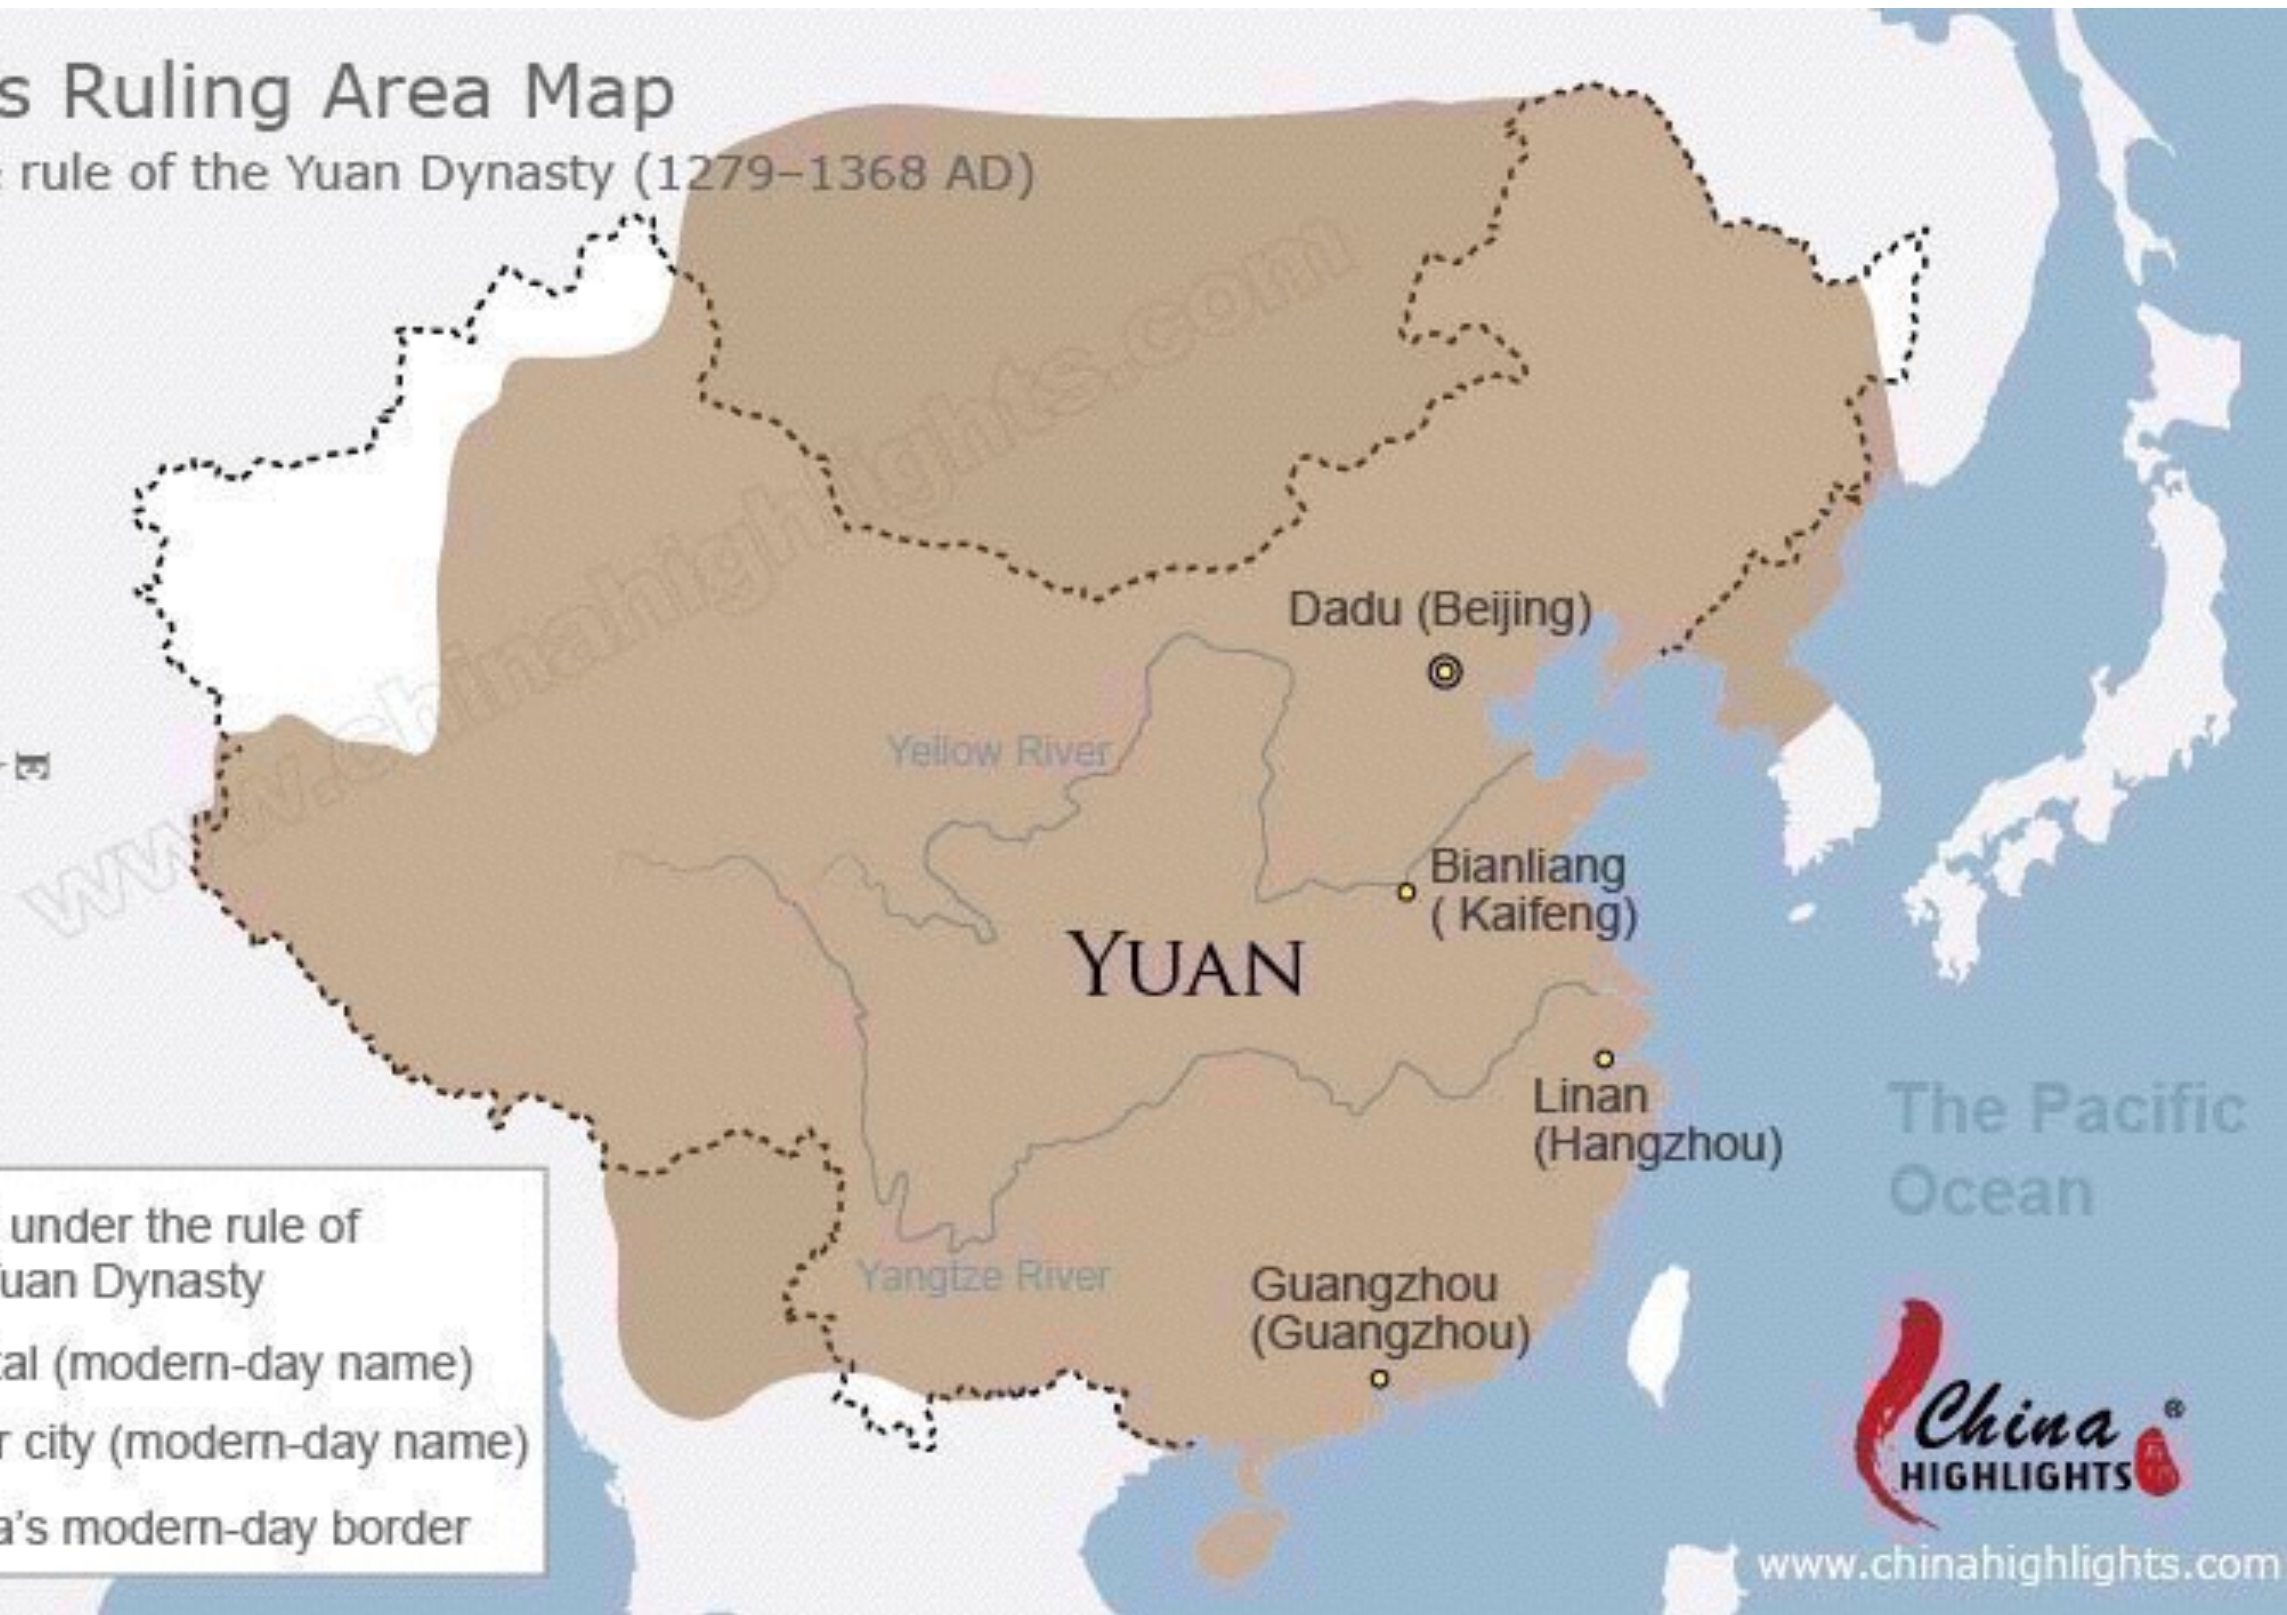 s Ruling Area Map
rule of the Yuan Dynasty (1279–1368 AD)
www.chinahighlights.com
Dadu (Beijing)
Yellow River
E
Bianliang
( Kaifeng)
YUAN
Linan
(Hangzhou)
The Pacific
Ocean
Yangtze River
Guangzhou
(Guangzhou)
under the rule of
uan Dynasty
tal (modern-day name)
r city (modern-day name)
a's modern-day border
China ®
HIGHLIGHTS
www.chinahighlights.com